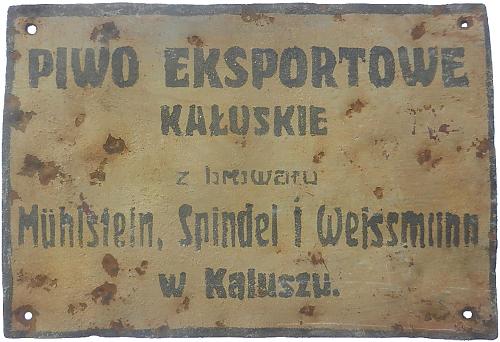 PIWO EKSPORTOWE
KAŁUSKIE
z browaru
Mühlstein, Spindel i Weissmann
w Kałuszu.